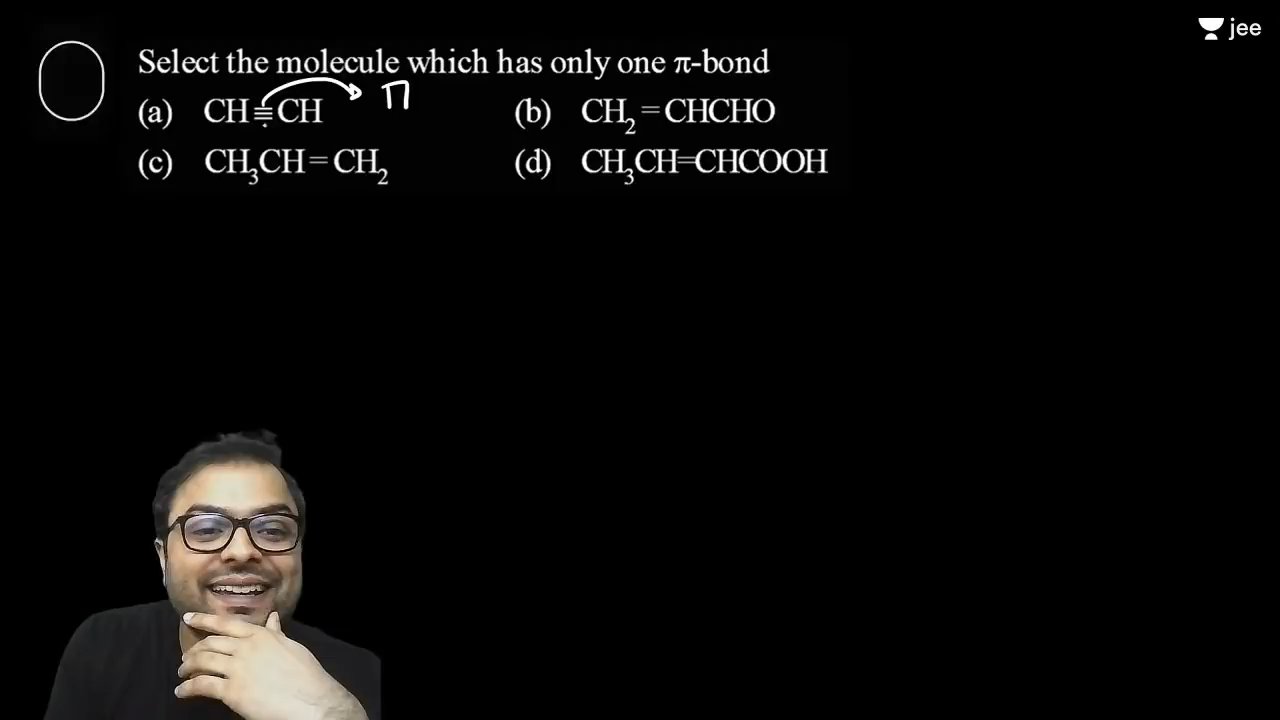 jee
Select the molecule which has only one π-bond
(a) CH≡CH → π (b) CH₂=CHCHO
(c) CH₃CH=CH₂ (d) CH₃CH=CHCOOH